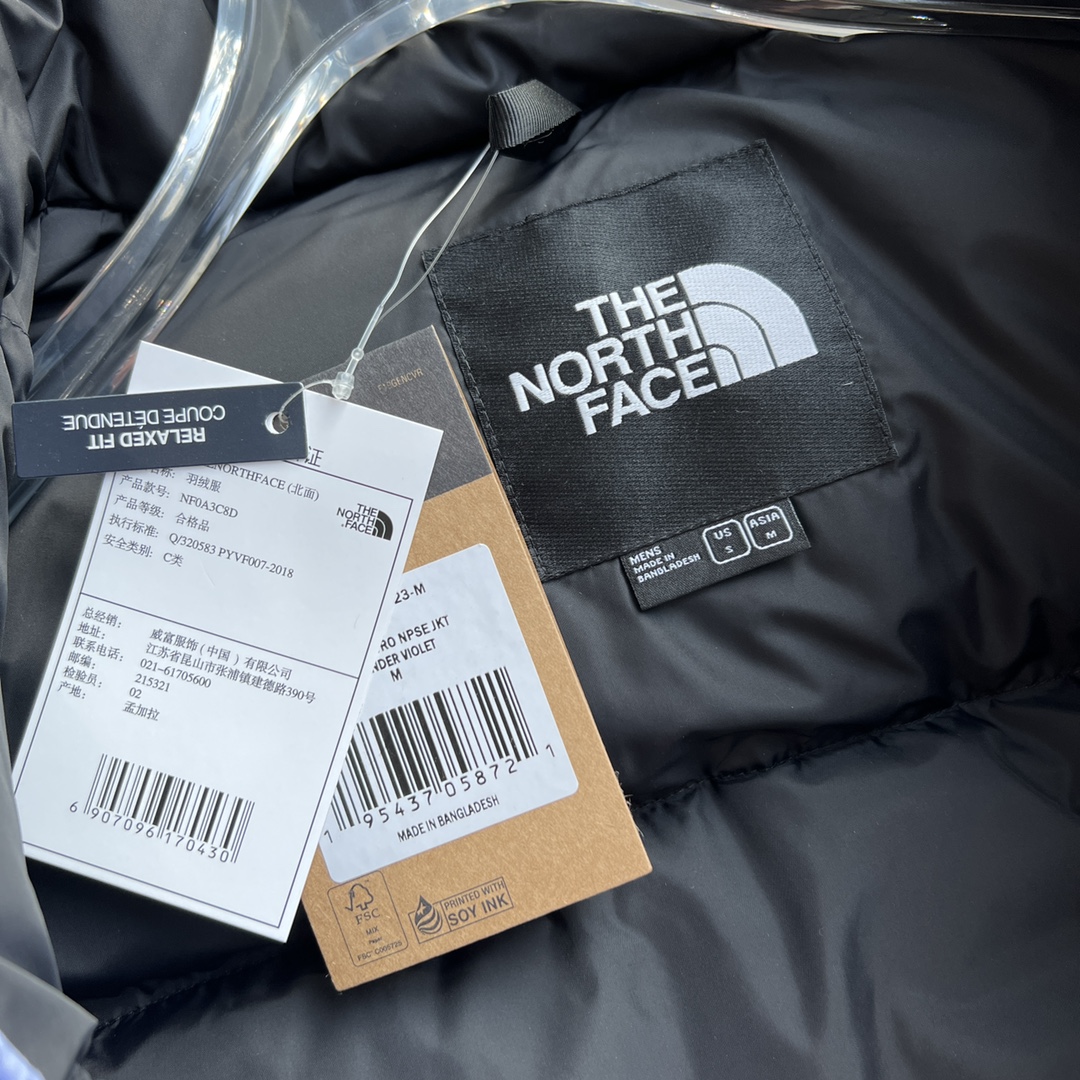 THE
NORTH
FACE
US
S
ASIA
M
MENS
MADE IN
BANGLADESH
RELAXED FIT
COUPE DÉTENDUE
证
NORTHFACE (北面)
羽绒服
产品款号: NF0A3C8D
产品等级: 合格品
执行标准: Q/320583 PYVF007-2018
安全类别: C类
THE
NORTH
FACE
总经销: 威富服饰(中国)有限公司
地址: 江苏省昆山市张浦镇建德路390号
联系电话: 021-61705600
邮编: 215321
检验员: 02
产地: 孟加拉
6 907096 170430
23-M
RO NPSE JKT
NDER VIOLET
M
1 95437 05872 1
MADE IN BANGLADESH
FSC
MIX
Paper
PRINTED WITH
SOY INK